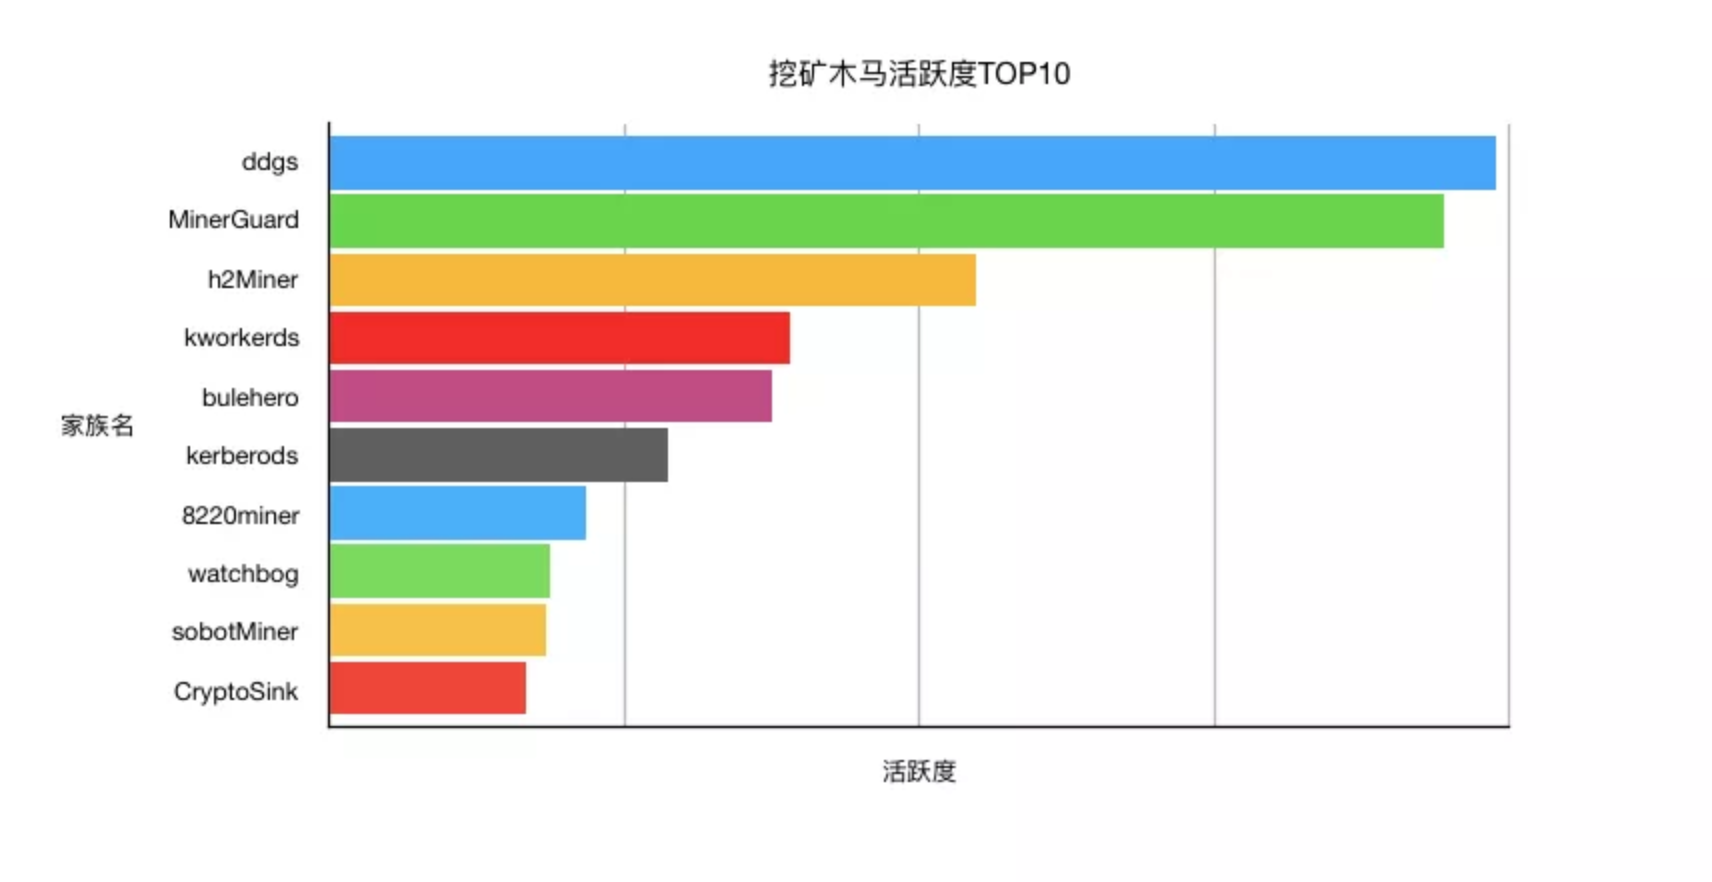 挖矿木马活跃度TOP10
ddgs
MinerGuard
h2Miner
kworkerds
bulehero
家族名
kerberods
8220miner
watchbog
sobotMiner
CryptoSink
活跃度